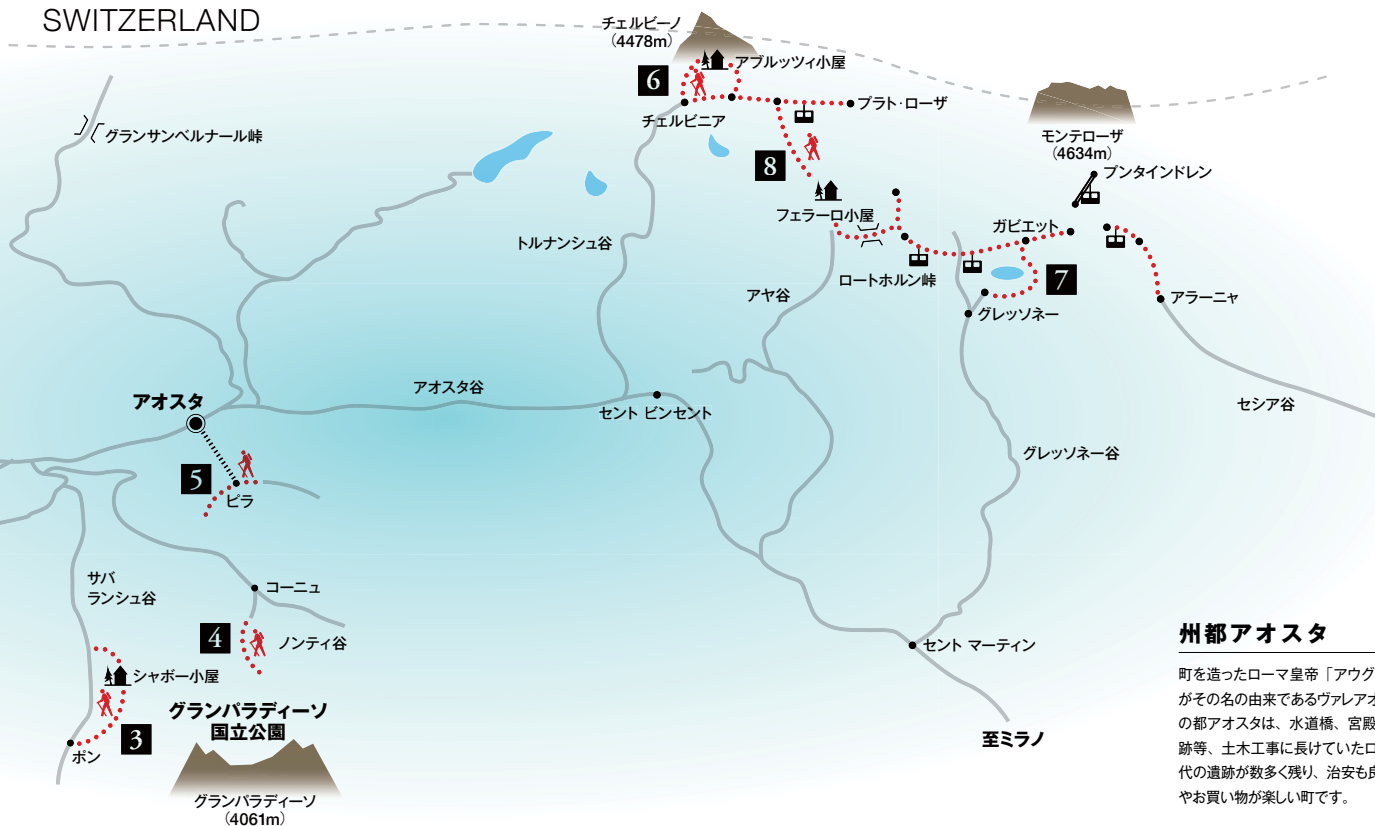 SWITZERLAND
チェルビーノ
(4478m)
アブルッツィ小屋
6
プラト・ローザ
チェルビニア
モンテローザ
(4634m)
グランサンベルナール峠
8
プンタインドレン
フェラーロ小屋
ガビエット
トルナンシュ谷
ロートホルン峠
7
アヤ谷
アラーニャ
グレッソネー
アオスタ谷
アオスタ
セント ビンセント
セシア谷
グレッソネー谷
5
ピラ
サバ
ランシュ谷
コーニュ
4
ノンティ谷
セント マーティン
シャボー小屋
グランパラディーソ
国立公園
3
ポン
至ミラノ
グランパラディーソ
(4061m)
州都アオスタ
町を造ったローマ皇帝「アウグ
がその名の由来であるヴァレアオ
の都アオスタは、水道橋、宮殿
跡等、土木工事に長けていたロ
代の遺跡が数多く残り、治安も良
やお買い物が楽しい町です。